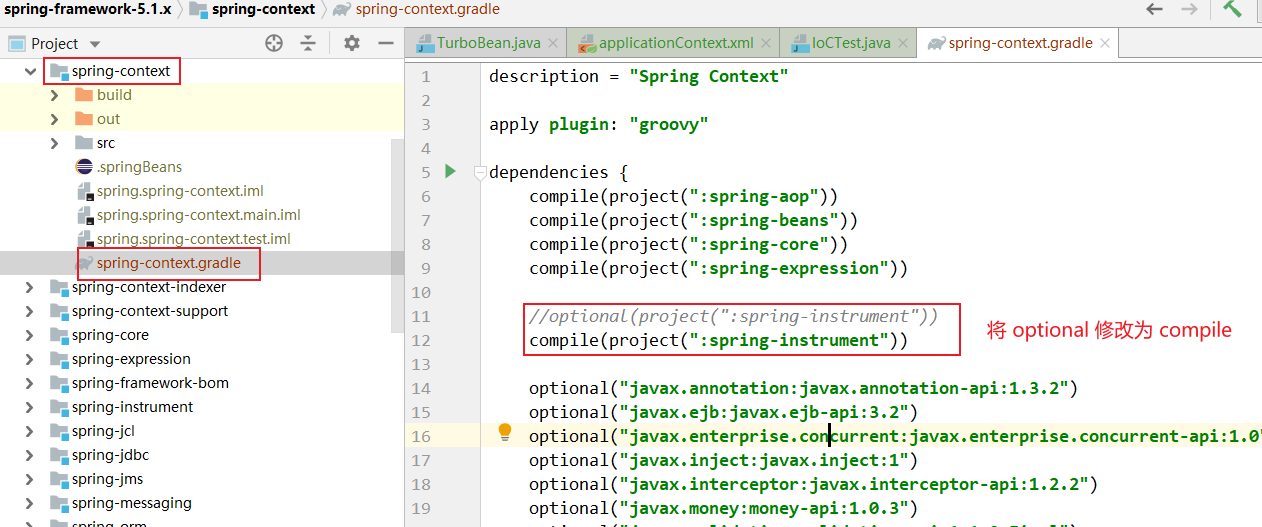 spring-framework-5.1.x
spring-context
spring-context.gradle
Project
TurboBean.java
applicationContext.xml
IoCTest.java
spring-context.gradle
spring-context
build
out
src
.springBeans
spring.spring-context.iml
spring.spring-context.main.iml
spring.spring-context.test.iml
spring-context.gradle
spring-context-indexer
spring-context-support
spring-core
spring-expression
spring-framework-bom
spring-instrument
spring-jcl
spring-jdbc
spring-jms
spring-messaging
spring-orm
1 description = "Spring Context"
2
3 apply plugin: "groovy"
4
5 dependencies {
6 compile(project(":spring-aop"))
7 compile(project(":spring-beans"))
8 compile(project(":spring-core"))
9 compile(project(":spring-expression"))
10
11 //optional(project(":spring-instrument"))
12 compile(project(":spring-instrument"))
将 optional 修改为 compile
13
14 optional("javax.annotation:javax.annotation-api:1.3.2")
15 optional("javax.ejb:javax.ejb-api:3.2")
16 optional("javax.enterprise.concurrent:javax.enterprise.concurrent-api:1.0"
17 optional("javax.inject:javax.inject:1")
18 optional("javax.interceptor:javax.interceptor-api:1.2.2")
19 optional("javax.money:money-api:1.0.3")